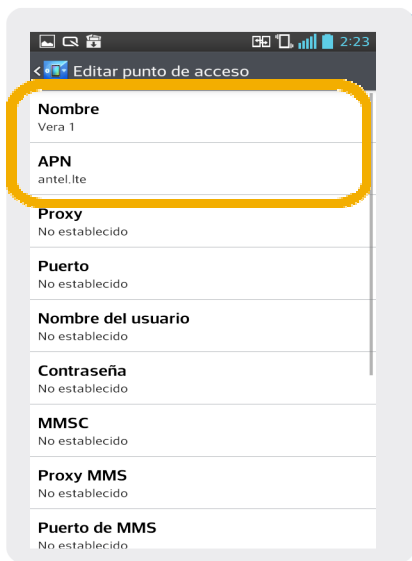 2:23
< Editar punto de acceso
Nombre
Vera 1
APN
antel.lte
Proxy
No establecido
Puerto
No establecido
Nombre del usuario
No establecido
Contraseña
No establecido
MMSC
No establecido
Proxy MMS
No establecido
Puerto de MMS
No establecido